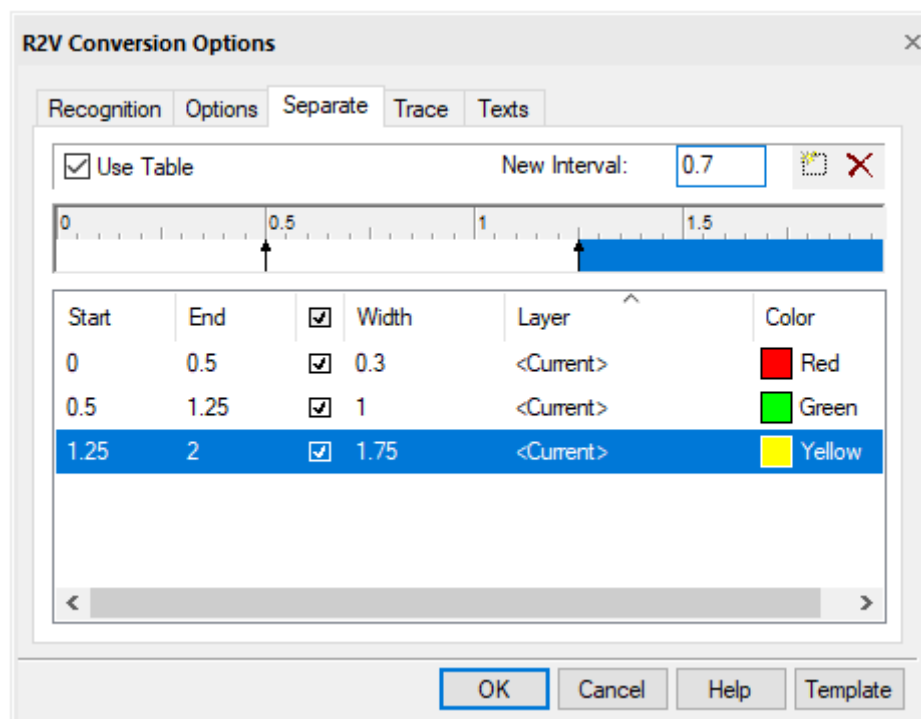 R2V Conversion Options
Recognition Options Separate Trace Texts
Use Table New Interval: 0.7
0 0.5 1 1.5
Start End Width Layer Color
0 0.5 0.3 <Current> Red
0.5 1.25 1 <Current> Green
1.25 2 1.75 <Current> Yellow
OK Cancel Help Template